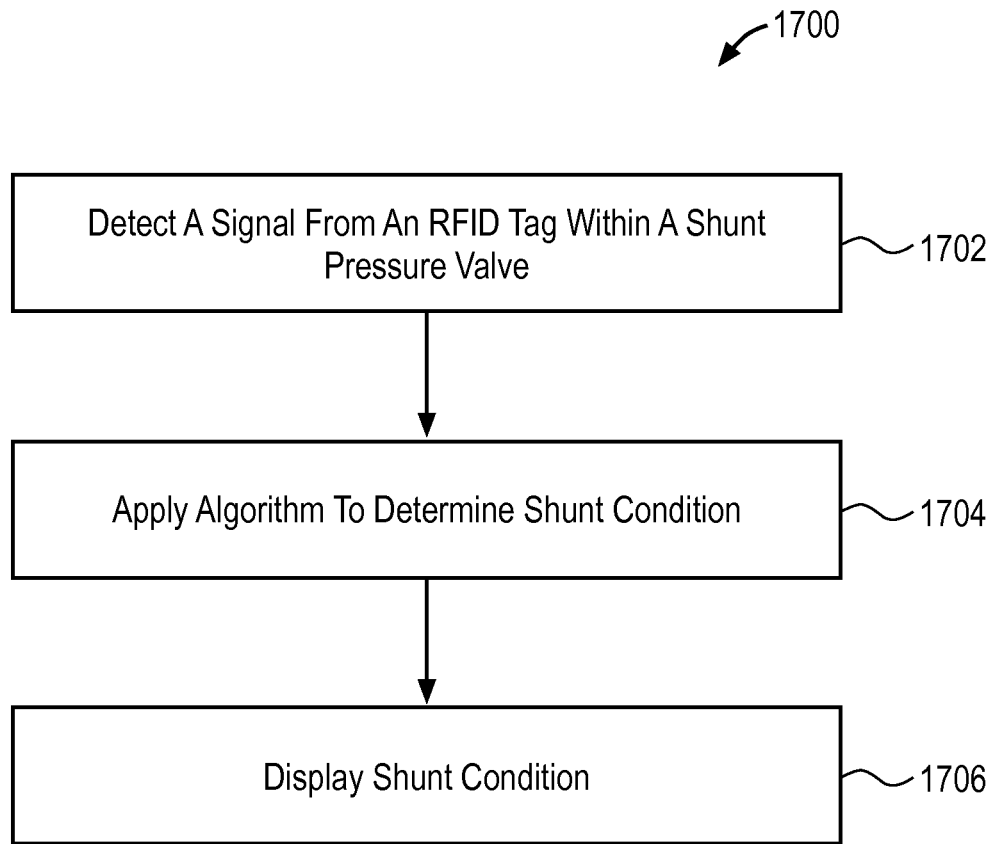 1700
Detect A Signal From An RFID Tag Within A Shunt
Pressure Valve
1702
Apply Algorithm To Determine Shunt Condition
1704
Display Shunt Condition
1706